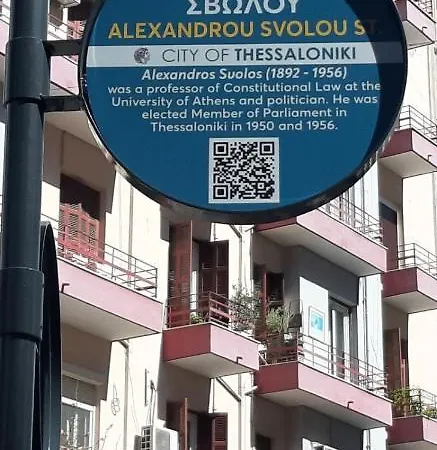 ΣΒΩΛΟΥ
ALEXANDROU SVOLOU ST.
CITY OF THESSALONIKI
Alexandros Suolos (1892 - 1956)
was a professor of Constitutional Law at the
University of Athens and politician. He was
elected Member of Parliament in
Thessaloniki in 1950 and 1956.